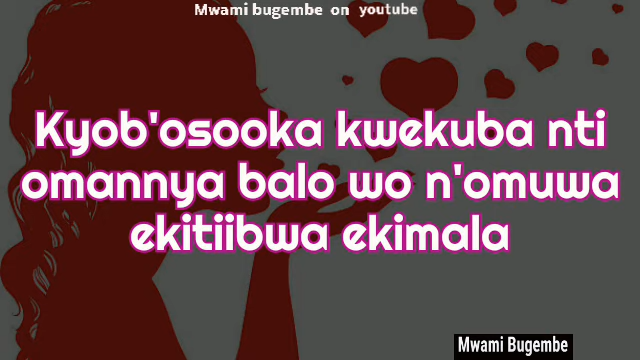 Mwami bugembe on youtube
Kyob'osooka kwekuba nti
omannya balo wo n'omuwa
ekitiibwa ekimala
Mwami Bugembe